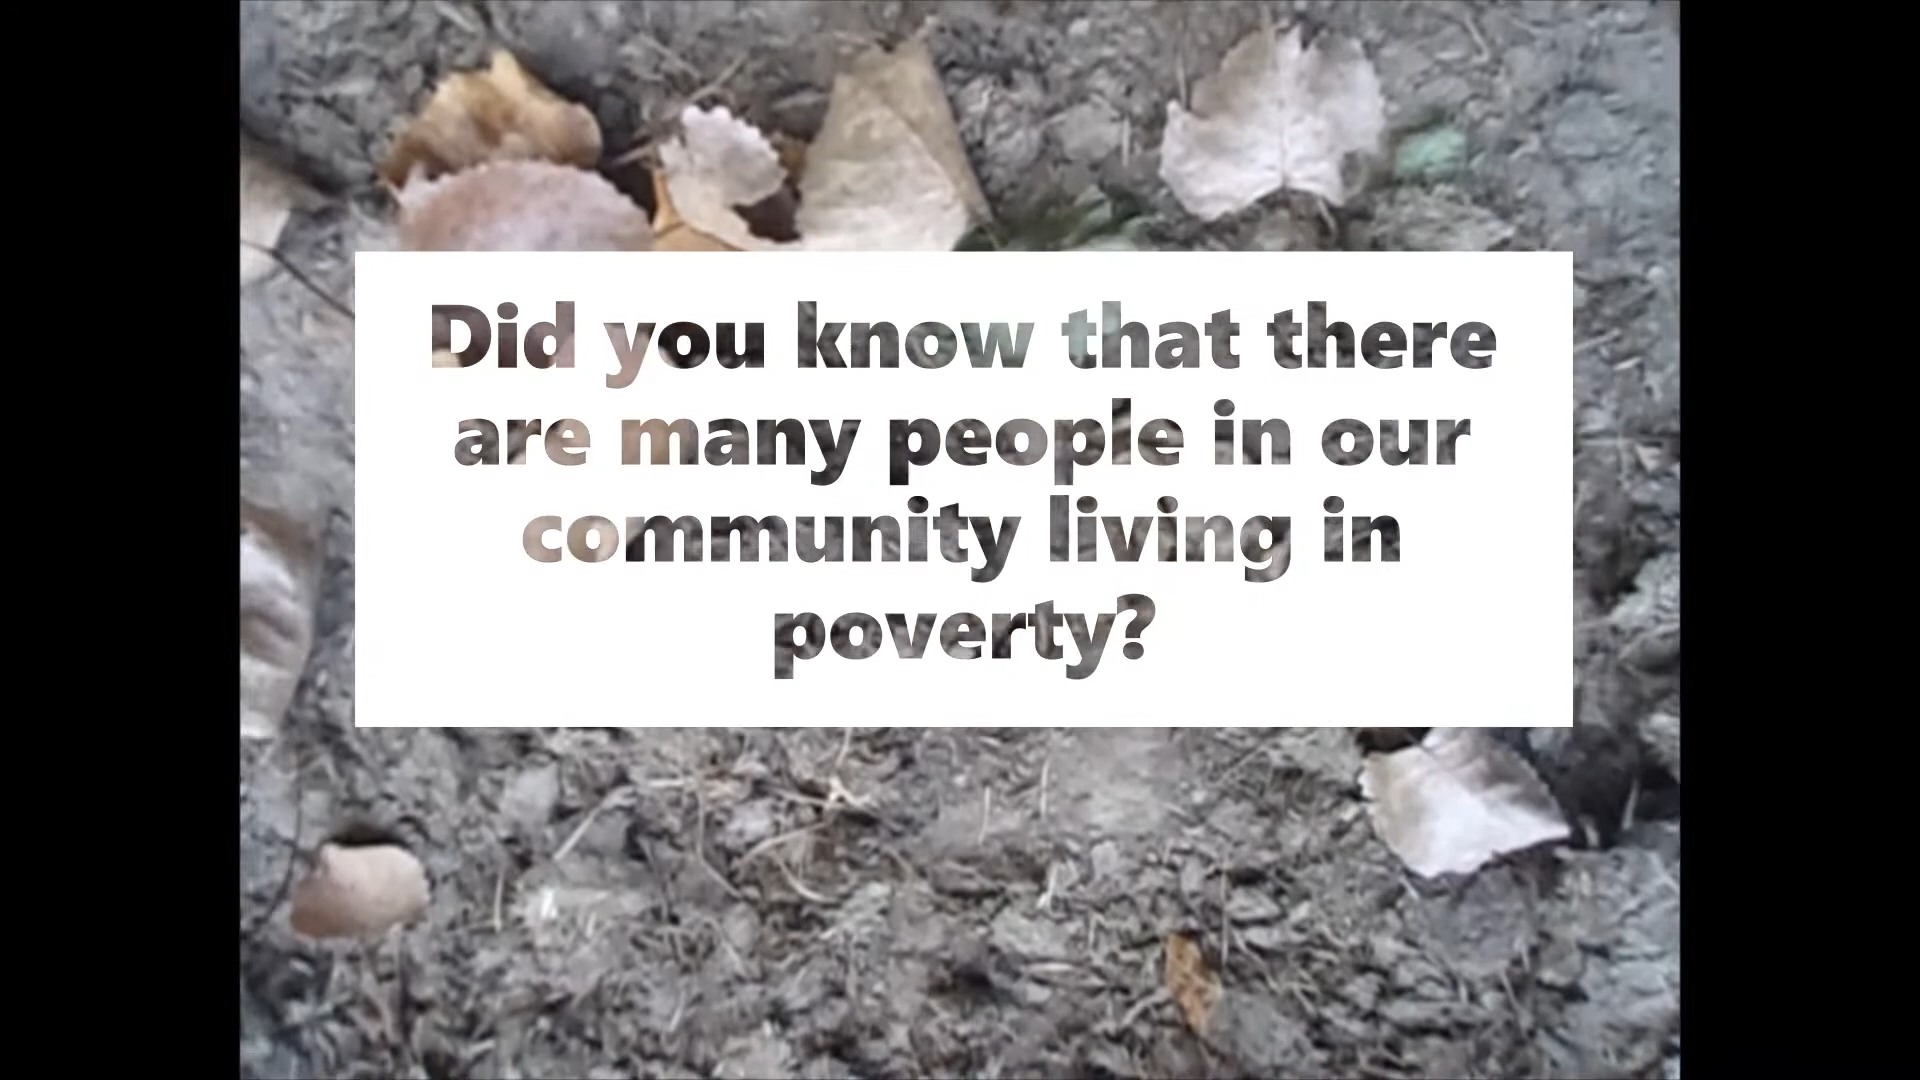 Did you know that there
are many people in our
community living in
poverty?